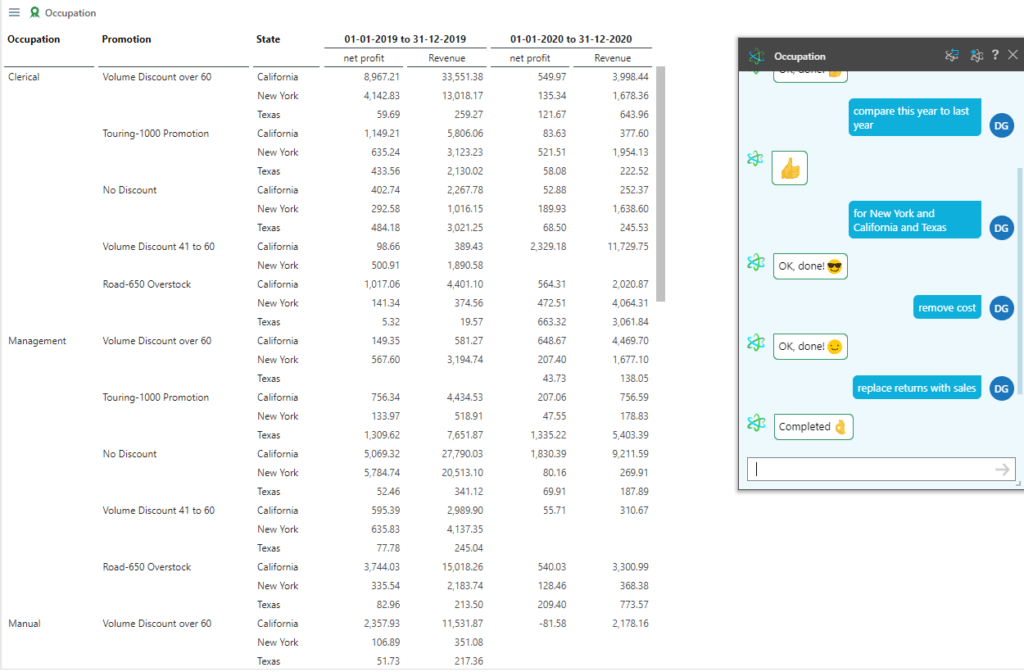 Occupation
Occupation Promotion State 01-01-2019 to 31-12-2019 01-01-2020 to 31-12-2020
net profit Revenue net profit Revenue
Clerical Volume Discount over 60 California 8,967.21 33,551.38 549.97 3,998.44
New York 4,142.83 13,018.17 135.34 1,678.36
Texas 59.69 259.27 121.67 643.96
Touring-1000 Promotion California 1,149.21 5,806.06 83.63 377.60
New York 635.24 3,123.23 521.51 1,954.13
Texas 433.56 2,130.02 58.08 222.52
No Discount California 402.74 2,267.78 52.88 252.37
New York 292.58 1,016.15 189.93 1,638.60
Texas 484.18 3,021.25 68.50 245.53
Volume Discount 41 to 60 California 98.66 389.43 2,329.18 11,729.75
New York 500.91 1,890.58
Road-650 Overstock California 1,017.06 4,401.10 564.31 2,020.87
New York 141.34 374.56 472.51 4,064.31
Texas 5.32 19.57 663.32 3,061.84
Management Volume Discount over 60 California 149.35 581.27 648.67 4,469.70
New York 567.60 3,194.74 207.40 1,677.10
Texas 43.73 138.05
Touring-1000 Promotion California 756.34 4,434.53 207.06 756.59
New York 133.97 518.91 47.55 178.83
Texas 1,309.62 7,651.87 1,335.22 5,403.39
No Discount California 5,069.32 27,790.03 1,830.39 9,211.59
New York 5,784.74 20,513.10 80.16 269.91
Texas 52.46 341.12 69.91 187.89
Volume Discount 41 to 60 California 595.39 2,989.90 55.71 310.67
New York 635.83 4,137.35
Texas 77.78 245.04
Road-650 Overstock California 3,744.03 15,018.26 540.03 3,300.99
New York 335.54 2,183.74 128.46 368.38
Texas 82.96 213.50 209.40 773.57
Manual Volume Discount over 60 California 2,357.93 11,531.87 -81.58 2,178.16
New York 106.89 351.08
Texas 51.73 217.36
Occupation ?
OK, done!
compare this year to last
year
DG
👍
for New York and
California and Texas
DG
OK, done! 😎
remove cost
DG
OK, done! 😉
replace returns with sales
DG
Completed 👌